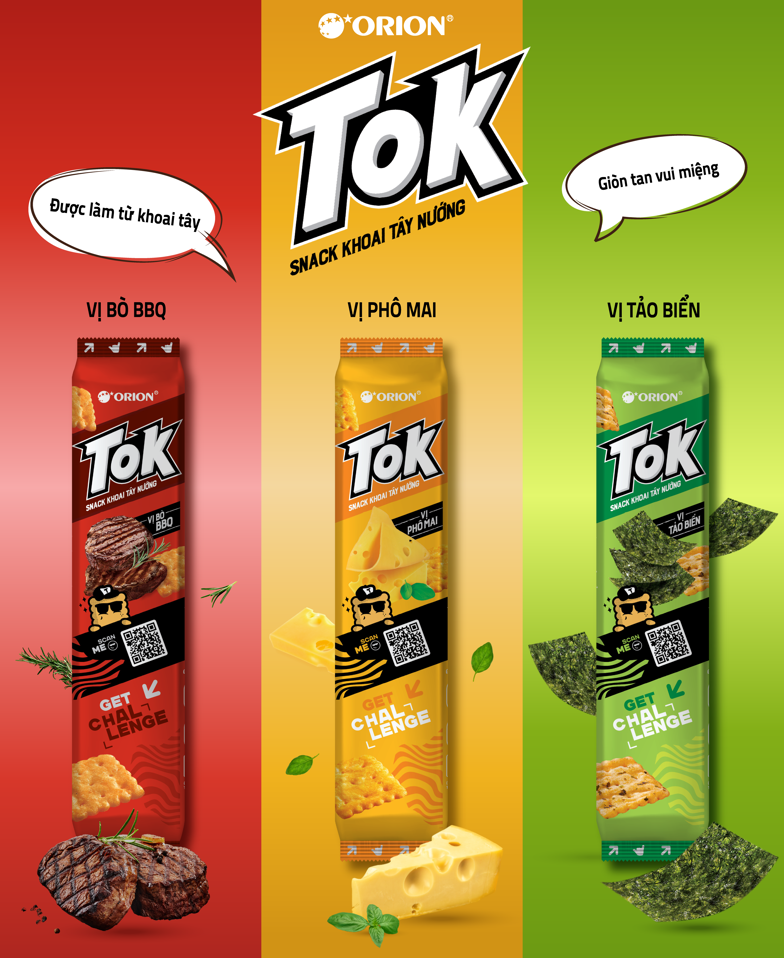 ORION®
TOK
SNACK KHOAI TÂY NƯỚNG
Được làm từ khoai tây
Giòn tan vui miệng
VỊ BÒ BBQ
VỊ PHÔ MAI
VỊ TẢO BIỂN
ORION®
TOK
SNACK KHOAI TÂY NƯỚNG
VỊ BÒ
BBQ
SCAN
ME
GET
CHAL
LENGE
ORION®
TOK
SNACK KHOAI TÂY NƯỚNG
VỊ
PHÔ MAI
SCAN
ME
GET
CHAL
LENGE
ORION®
TOK
SNACK KHOAI TÂY NƯỚNG
VỊ
TẢO BIỂN
SCAN
ME
GET
CHAL
LENGE